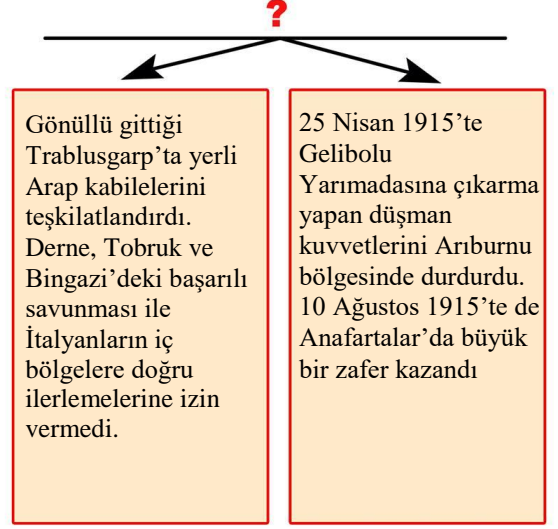 ?
Gönüllü gittiği
Trablusgarp’ta yerli
Arap kabilelerini
teşkilatlandırdı.
Derne, Tobruk ve
Bingazi’deki başarılı
savunması ile
İtalyanların iç
bölgelere doğru
ilerlemelerine izin
vermedi.
25 Nisan 1915’te
Gelibolu
Yarımadasına çıkarma
yapan düşman
kuvvetlerini Arıburnu
bölgesinde durdurdu.
10 Ağustos 1915’te de
Anafartalar’da büyük
bir zafer kazandı